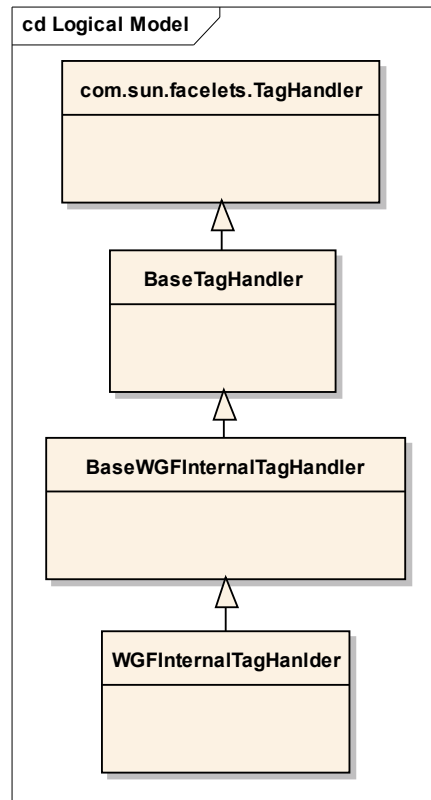 cd Logical Model
com.sun.facelets.TagHandler
BaseTagHandler
BaseWGFInternalTagHandler
WGFInternalTagHanlder